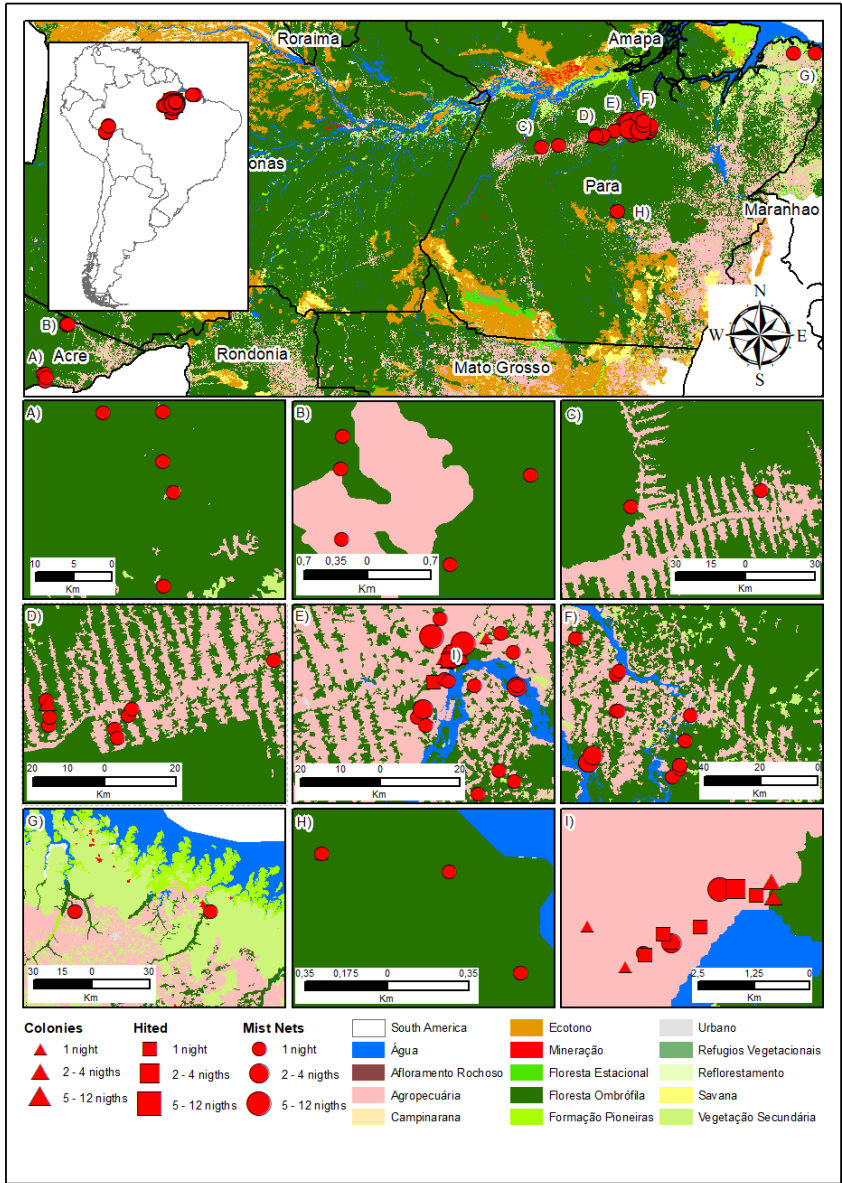 Roraima
Amapa
G)
F)
E)
D)
C)
onas
Para
H)
Maranhao
B)
A)
Acre
Rondonia
Mato Grosso
N
W
E
S
A)
10 5 0
Km
B)
0,7 0,35 0 0,7
Km
C)
30 15 0 30
Km
D)
20 10 0 20
Km
E)
I)
20 10 0 20
Km
F)
40 20 0
Km
G)
30 15 0 30
Km
H)
0,35 0,175 0 0,35
Km
I)
2,5 1,25 0
Km
Colonies
1 night
2 - 4 nigths
5 - 12 nigths
Hited
1 night
2 - 4 nigths
5 - 12 nigths
Mist Nets
1 night
2 - 4 nigths
5 - 12 nigths
South America
Água
Afloramento Rochoso
Agropecuária
Campinarana
Ecotono
Mineração
Floresta Estacional
Floresta Ombrófila
Formação Pioneiras
Urbano
Refugios Vegetacionais
Reflorestamento
Savana
Vegetação Secundária